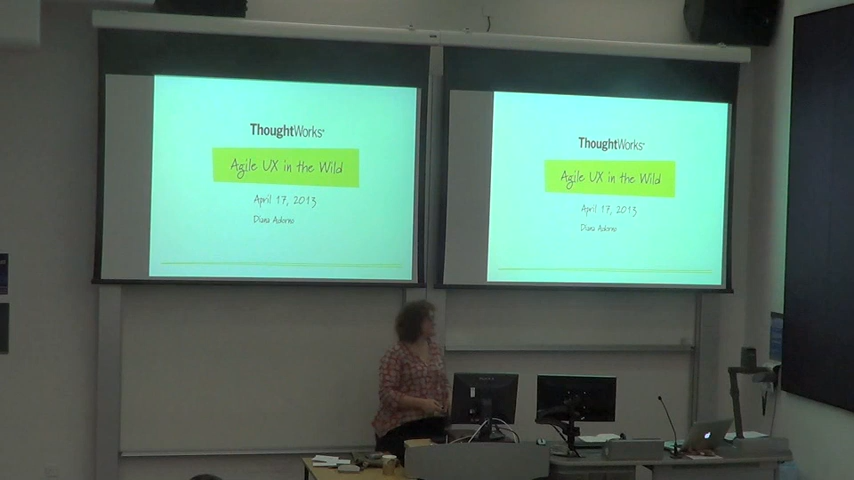 ThoughtWorks
Agile UX in the Wild
April 17, 2013
Diana Adorno
ThoughtWorks
Agile UX in the Wild
April 17, 2013
Diana Adorno